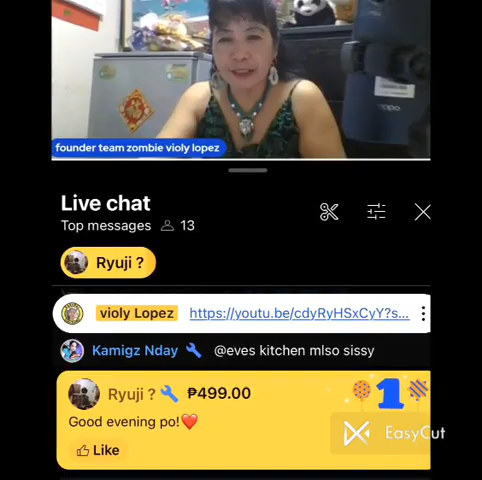 oppo
founder team zombie violy lopez
Live chat
Top messages 13
Ryuji ?
violy Lopez https://youtu.be/cdyRyHSxCyY?s...
Kamigz Nday @eves kitchen mlso sissy
Ryuji ? ₱499.00
1
Good evening po!❤️
EasyCut
Like